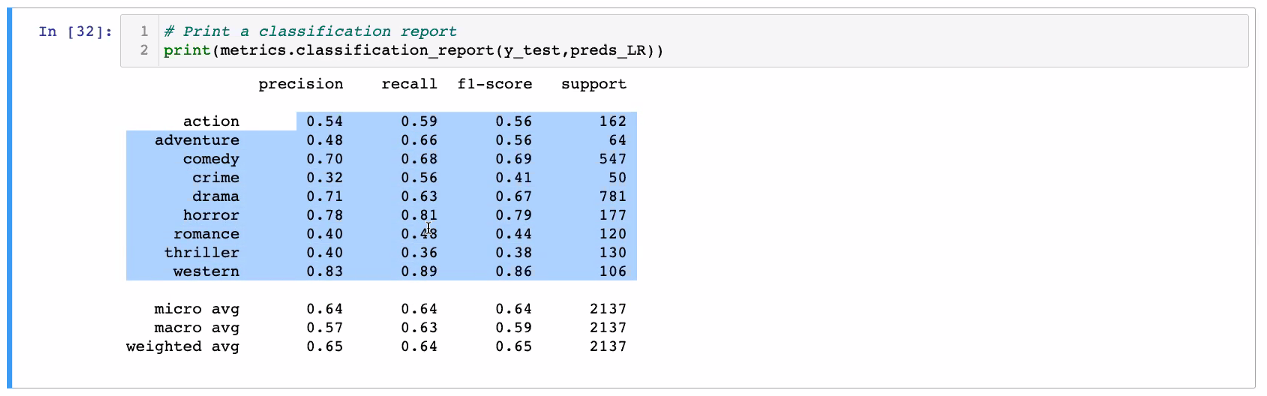 In [32]:
1 # Print a classification report
2 print(metrics.classification_report(y_test,preds_LR))
precision recall f1-score support
action 0.54 0.59 0.56 162
adventure 0.48 0.66 0.56 64
comedy 0.70 0.68 0.69 547
crime 0.32 0.56 0.41 50
drama 0.71 0.63 0.67 781
horror 0.78 0.81 0.79 177
romance 0.40 0.48 0.44 120
thriller 0.40 0.36 0.38 130
western 0.83 0.89 0.86 106
micro avg 0.64 0.64 0.64 2137
macro avg 0.57 0.63 0.59 2137
weighted avg 0.65 0.64 0.65 2137